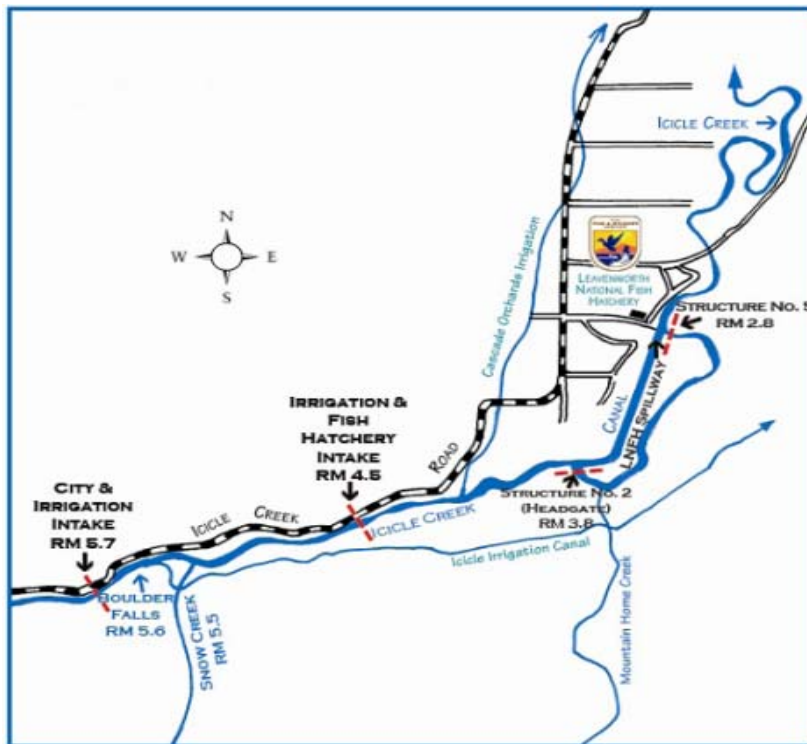 ICICLE CREEK
N
W
E
S
LEAVENWORTH
NATIONAL FISH
HATCHERY
STRUCTURE NO. 5
RM 2.8
Cascade Orchards Irrigation
CANAL
LNFH SPILLWAY
IRRIGATION &
FISH
HATCHERY
INTAKE
RM 4.5
ICICLE CREEK ROAD
ICICLE CREEK
STRUCTURE NO. 2
(HEADGATE)
RM 3.8
CITY &
IRRIGATION
INTAKE
RM 5.7
Icicle Irrigation Canal
BOULDER
FALLS
RM 5.6
SNOW CREEK
RM 5.5
Mountain Home Creek